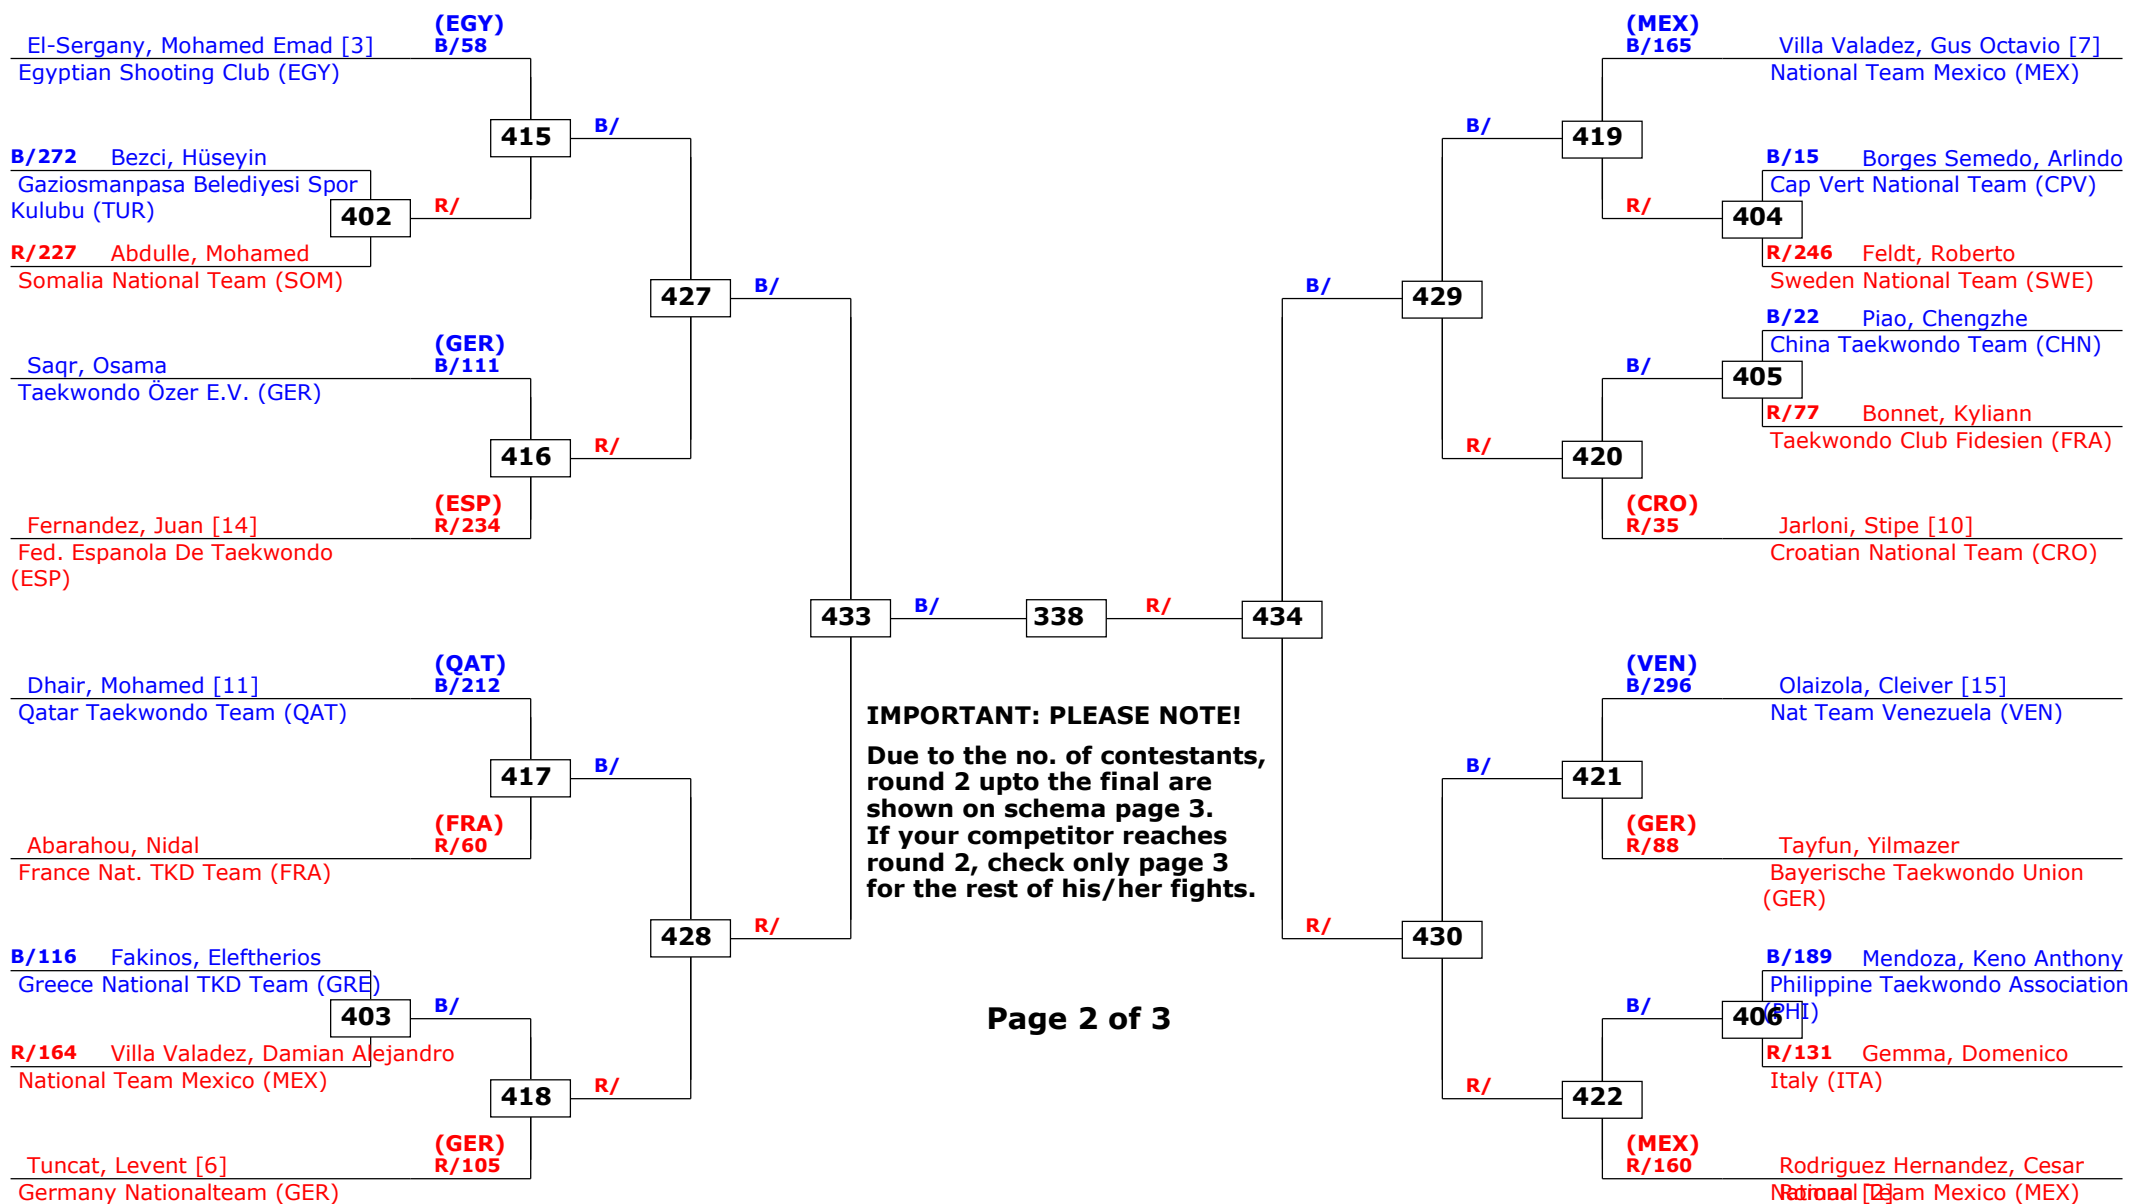 (EGY)
El-Sergany, Mohamed Emad [3] B/58
Egyptian Shooting Club (EGY)
415
B/
B/272 Bezci, Hüseyin
Gaziosmanpasa Belediyesi Spor
Kulubu (TUR)
402
R/
R/227 Abdulle, Mohamed
Somalia National Team (SOM)
427
B/
(GER)
Saqr, Osama B/111
Taekwondo Özer E.V. (GER)
416
R/
(ESP)
Fernandez, Juan [14] R/234
Fed. Espanola De Taekwondo
(ESP)
433
B/
338
R/
434
(QAT)
Dhair, Mohamed [11] B/212
Qatar Taekwondo Team (QAT)
417
B/
(FRA)
Abarahou, Nidal R/60
France Nat. TKD Team (FRA)
428
R/
B/116 Fakinos, Eleftherios
Greece National TKD Team (GRE)
403
B/
R/164 Villa Valadez, Damian Alejandro
National Team Mexico (MEX)
418
R/
(GER)
Tuncat, Levent [6] R/105
Germany Nationalteam (GER)
IMPORTANT: PLEASE NOTE!
Due to the no. of contestants,
round 2 upto the final are
shown on schema page 3.
If your competitor reaches
round 2, check only page 3
for the rest of his/her fights.
Page 2 of 3
(MEX)
B/165 Villa Valadez, Gus Octavio [7]
National Team Mexico (MEX)
B/
419
B/15 Borges Semedo, Arlindo
Cap Vert National Team (CPV)
R/
404
R/246 Feldt, Roberto
Sweden National Team (SWE)
B/
429
B/22 Piao, Chengzhe
China Taekwondo Team (CHN)
B/
405
R/77 Bonnet, Kyliann
Taekwondo Club Fidesien (FRA)
R/
420
(CRO)
R/35 Jarloni, Stipe [10]
Croatian National Team (CRO)
(VEN)
B/296 Olaizola, Cleiver [15]
Nat Team Venezuela (VEN)
B/
421
(GER)
R/88 Tayfun, Yilmazer
Bayerische Taekwondo Union
(GER)
R/
430
B/189 Mendoza, Keno Anthony
Philippine Taekwondo Association
(PHI)
B/
406
R/131 Gemma, Domenico
Italy (ITA)
R/
422
(MEX)
R/160 Rodriguez Hernandez, Cesar
Roman [2]
National Team Mexico (MEX)